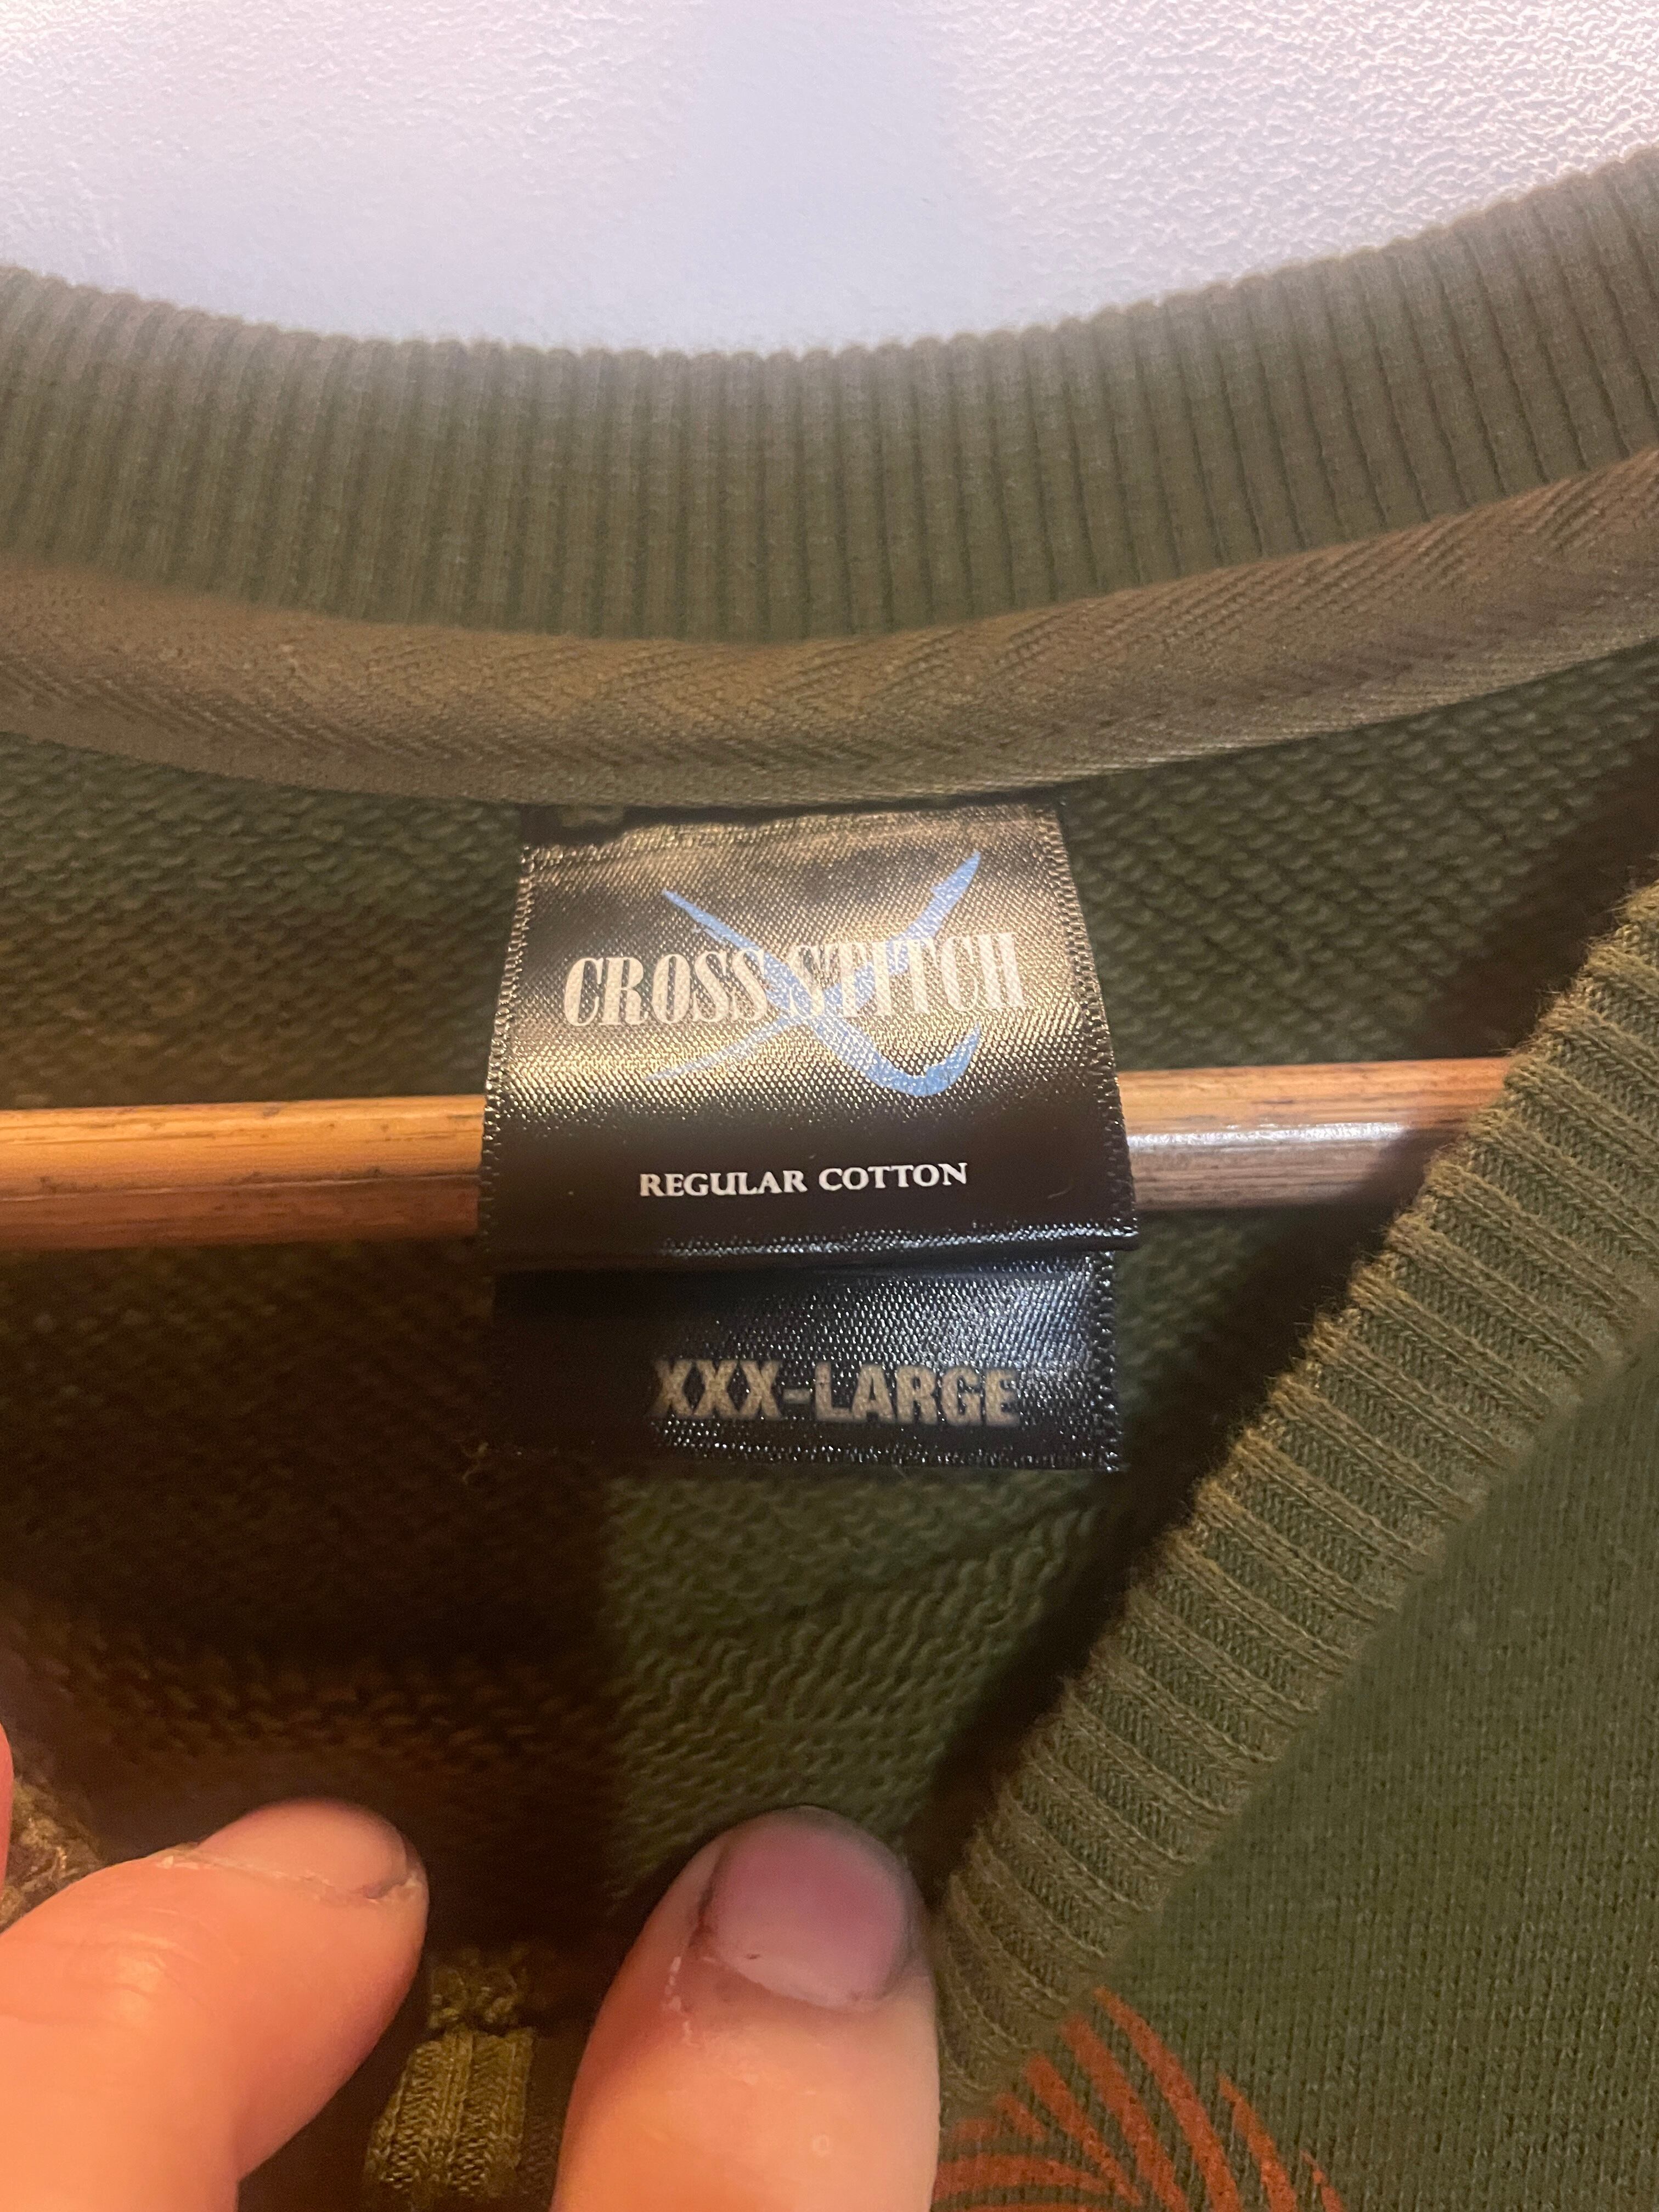 CROSS STITCH
REGULAR COTTON
XXX-LARGE